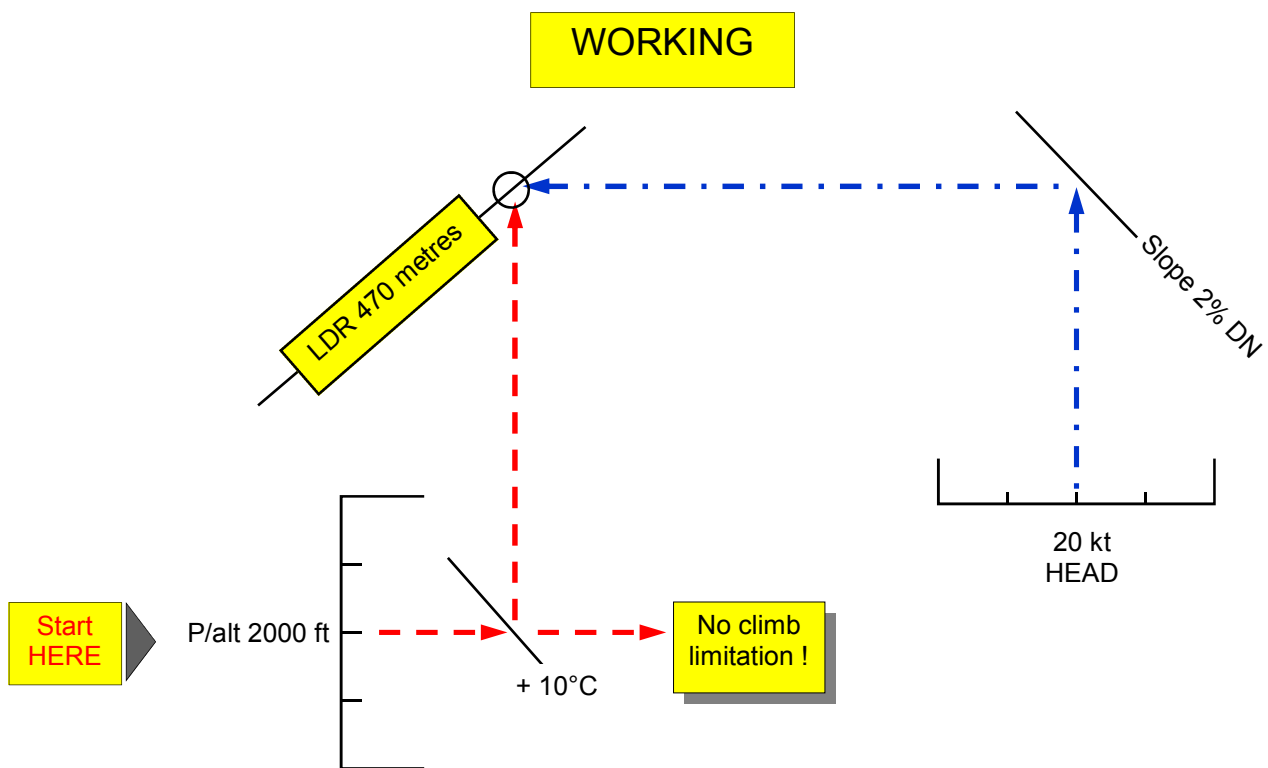 WORKING
LDR 470 metres
Slope 2% DN
20 kt
HEAD
Start
HERE
P/alt 2000 ft
+ 10°C
No climb
limitation !